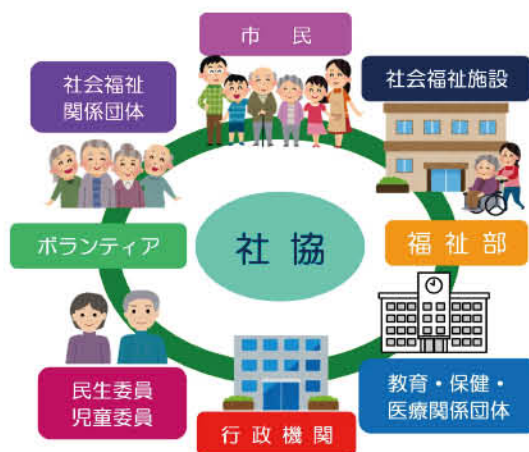 市民
社会福祉
関係団体
社会福祉施設
ボランティア
社協
福祉部
民生委員
児童委員
行政機関
教育・保健・
医療関係団体